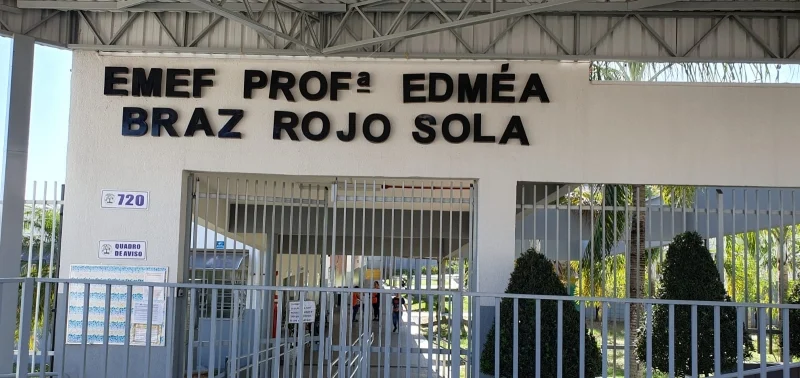 EMEF PROFª EDMÉA
BRAZ ROJO SOLA
720
QUADRO
DE AVISO